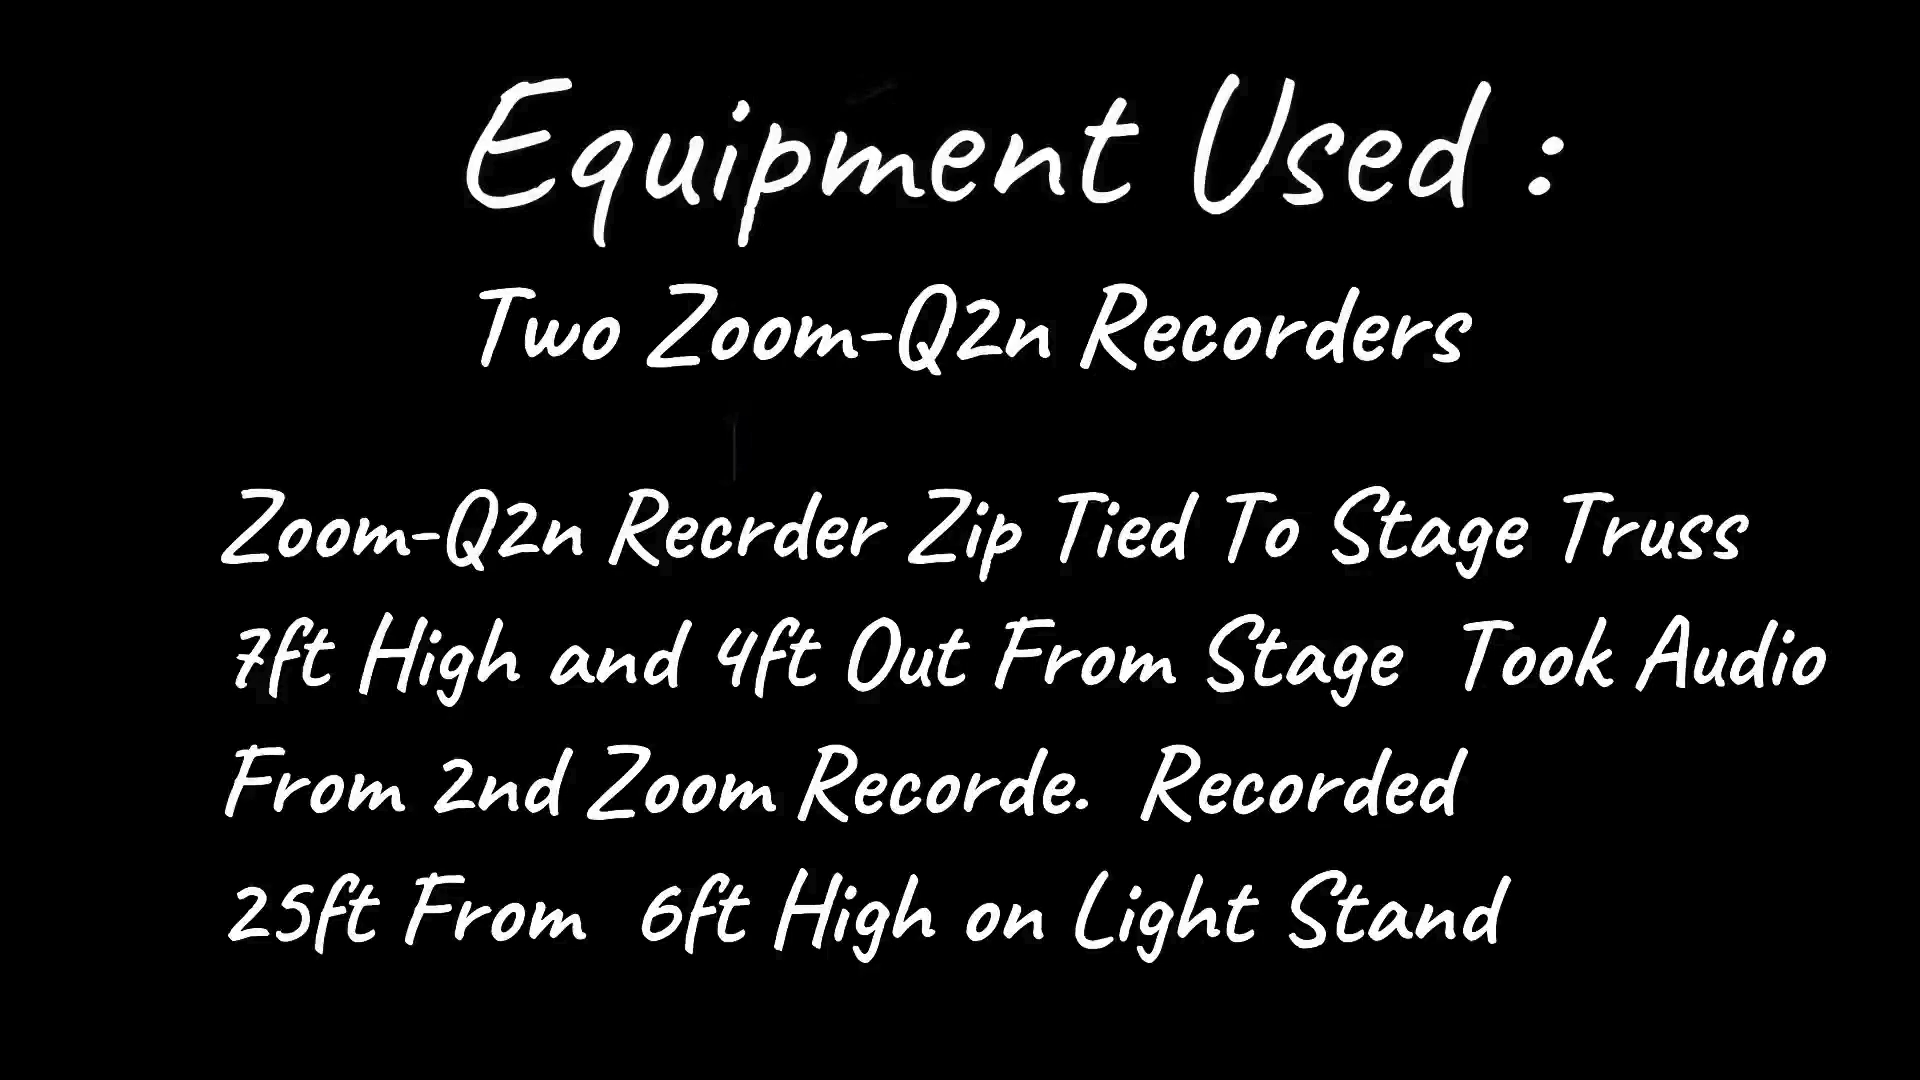 Equipment Used :
Two Zoom-Q2n Recorders
Zoom-Q2n Recrder Zip Tied To Stage Truss
7ft High and 4ft Out From Stage Took Audio
From 2nd Zoom Recorde. Recorded
25ft From 6ft High on Light Stand